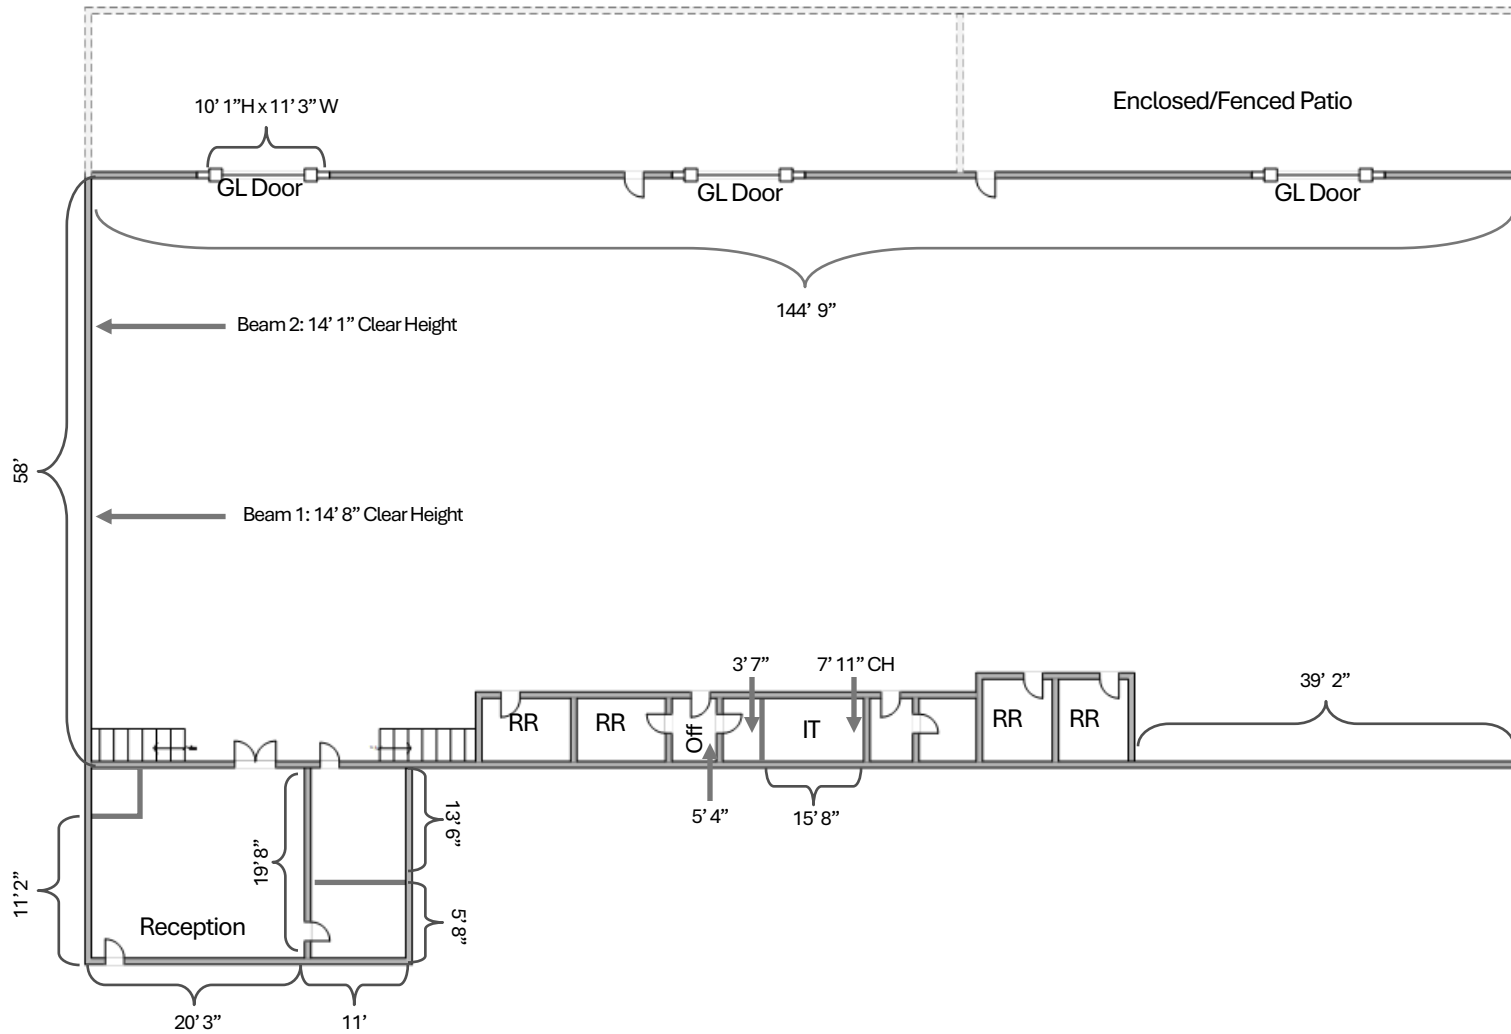 10’ 1”H x 11’ 3” W
Enclosed/Fenced Patio
GL Door
GL Door
GL Door
144’ 9”
Beam 2: 14’ 1” Clear Height
58’
Beam 1: 14’ 8” Clear Height
3’ 7”
7’ 11” CH
39’ 2”
RR
RR
Off
IT
RR
RR
5’ 4”
15’ 8”
13’ 6”
19’ 8”
11’ 2”
5’ 8”
Reception
20’ 3”
11’